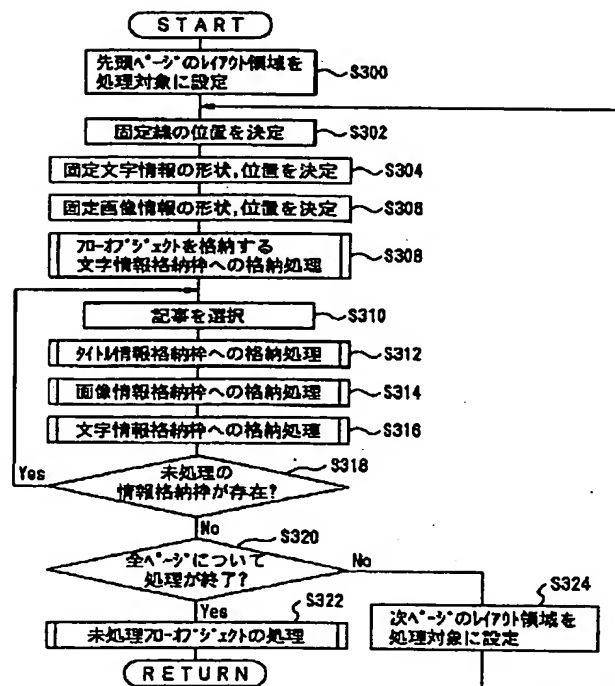 START
先頭ページのレイアウト領域を
処理対象に設定
S300
固定線の位置を決定
S302
固定文字情報の形状,位置を決定
S304
固定画像情報の形状,位置を決定
S306
フローオブジェクトを格納する
文字情報格納枠への格納処理
S308
記事を選択
S310
タイトル情報格納枠への格納処理
S312
画像情報格納枠への格納処理
S314
文字情報格納枠への格納処理
S316
未処理の
情報格納枠が存在?
S318
Yes
No
全ページについて
処理が終了?
S320
No
Yes
S324
次ページのレイアウト領域を
処理対象に設定
S322
未処理フローオブジェクトの処理
RETURN